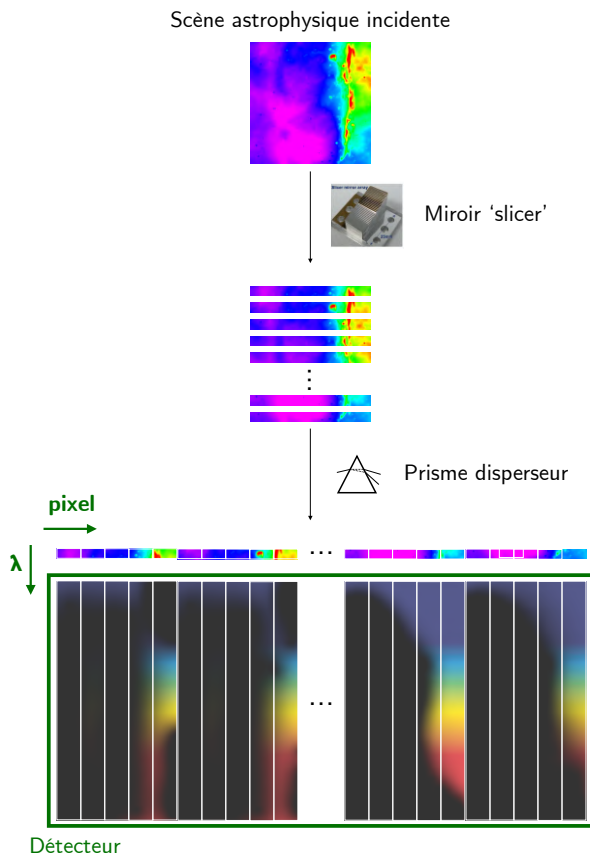 Scène astrophysique incidente
Miroir ‘slicer’
Prisme disperseur
pixel
λ
Détecteur